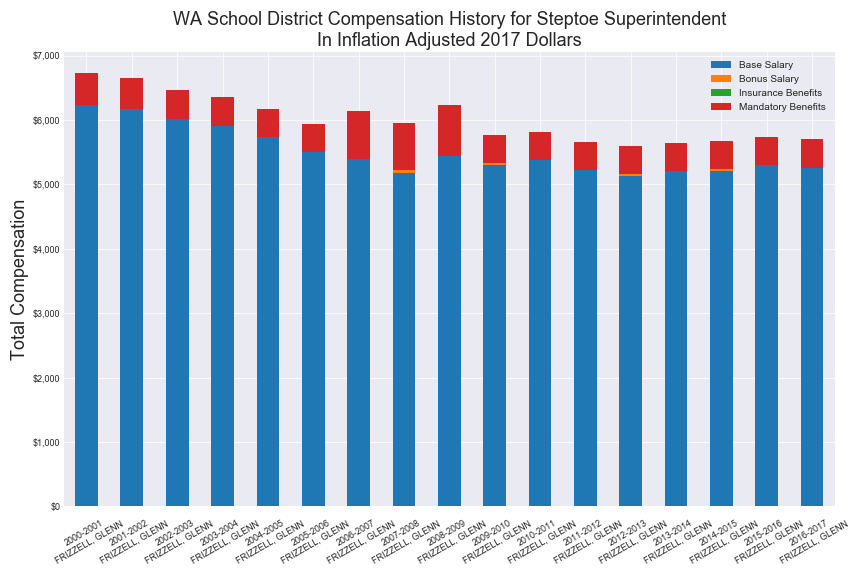 WA School District Compensation History for Steptoe Superintendent
In Inflation Adjusted 2017 Dollars
Base Salary
Bonus Salary
Insurance Benefits
Mandatory Benefits
Total Compensation
$7,000
$6,000
$5,000
$4,000
$3,000
$2,000
$1,000
$0
2000-2001
FRIZZELL, GLENN
2001-2002
FRIZZELL, GLENN
2002-2003
FRIZZELL, GLENN
2003-2004
FRIZZELL, GLENN
2004-2005
FRIZZELL, GLENN
2005-2006
FRIZZELL, GLENN
2006-2007
FRIZZELL, GLENN
2007-2008
FRIZZELL, GLENN
2008-2009
FRIZZELL, GLENN
2009-2010
FRIZZELL, GLENN
2010-2011
FRIZZELL, GLENN
2011-2012
FRIZZELL, GLENN
2012-2013
FRIZZELL, GLENN
2013-2014
FRIZZELL, GLENN
2014-2015
FRIZZELL, GLENN
2015-2016
FRIZZELL, GLENN
2016-2017
FRIZZELL, GLENN